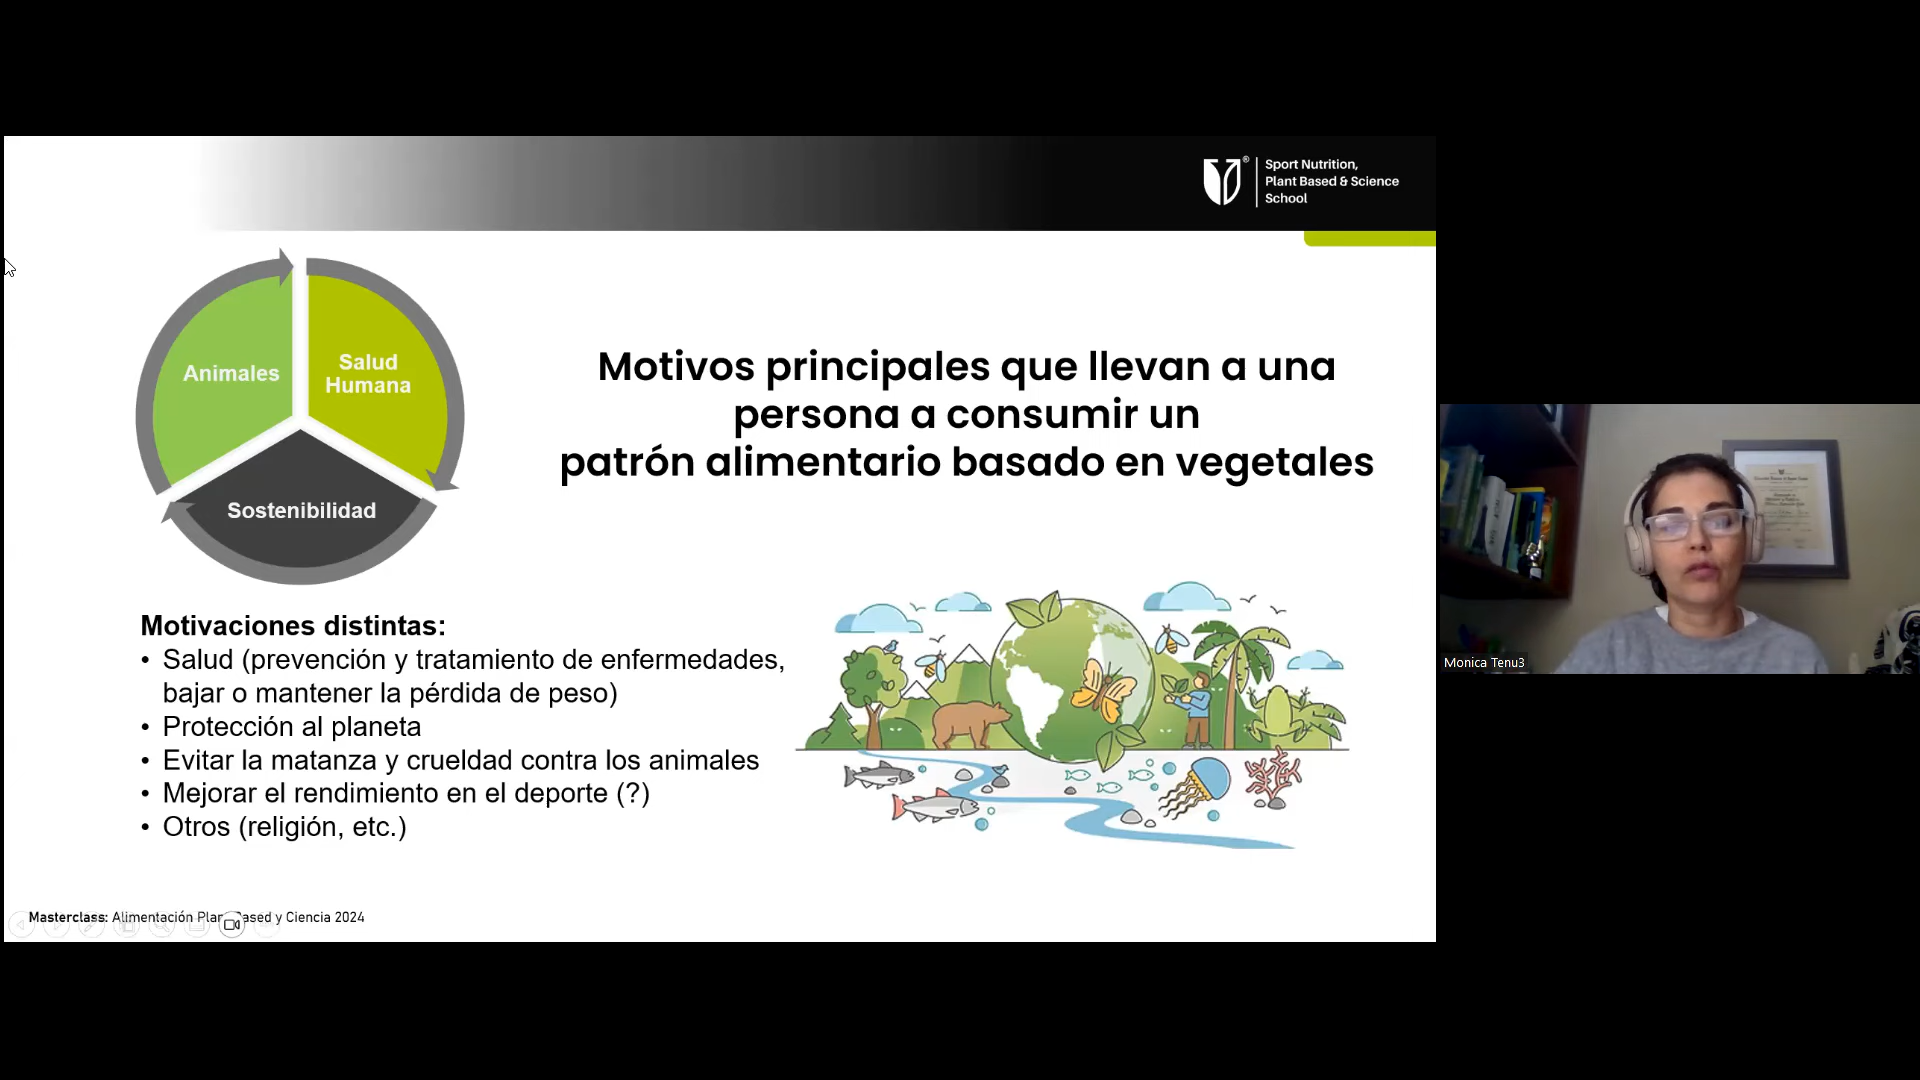 Sport Nutrition,
Plant Based & Science
School
Animales
Salud
Humana
Sostenibilidad
Motivos principales que llevan a una
persona a consumir un
patrón alimentario basado en vegetales
Motivaciones distintas:
• Salud (prevención y tratamiento de enfermedades,
bajar o mantener la pérdida de peso)
• Protección al planeta
• Evitar la matanza y crueldad contra los animales
• Mejorar el rendimiento en el deporte (?)
• Otros (religión, etc.)
Masterclass: Alimentación Plant Based y Ciencia 2024
Monica Tenu3